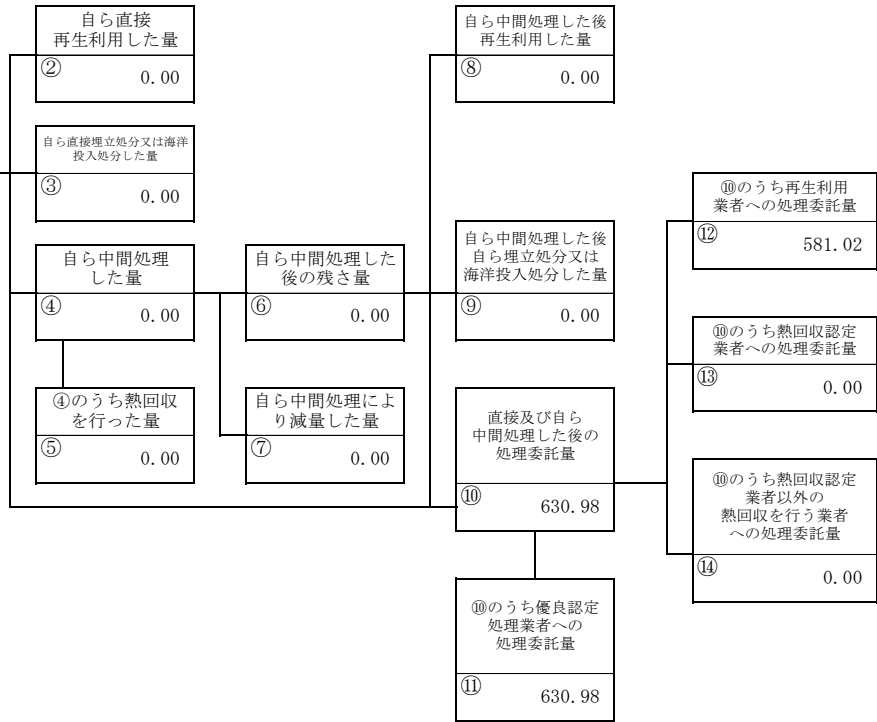 自ら直接
再生利用した量
② 0.00
自ら直接埋立処分又は海洋
投入処分した量
③ 0.00
自ら中間処理
した量
④ 0.00
④のうち熱回収
を行った量
⑤ 0.00
自ら中間処理した
後の残さ量
⑥ 0.00
自ら中間処理によ
り減量した量
⑦ 0.00
自ら中間処理した後
再生利用した量
⑧ 0.00
自ら中間処理した後
自ら埋立処分又は
海洋投入処分した量
⑨ 0.00
直接及び自ら
中間処理した後の
処理委託量
⑩ 630.98
⑩のうち優良認定
処理業者への
処理委託量
⑪ 630.98
⑩のうち再生利用
業者への処理委託量
⑫ 581.02
⑩のうち熱回収認定
業者への処理委託量
⑬ 0.00
⑩のうち熱回収認定
業者以外の
熱回収を行う業者
への処理委託量
⑭ 0.00